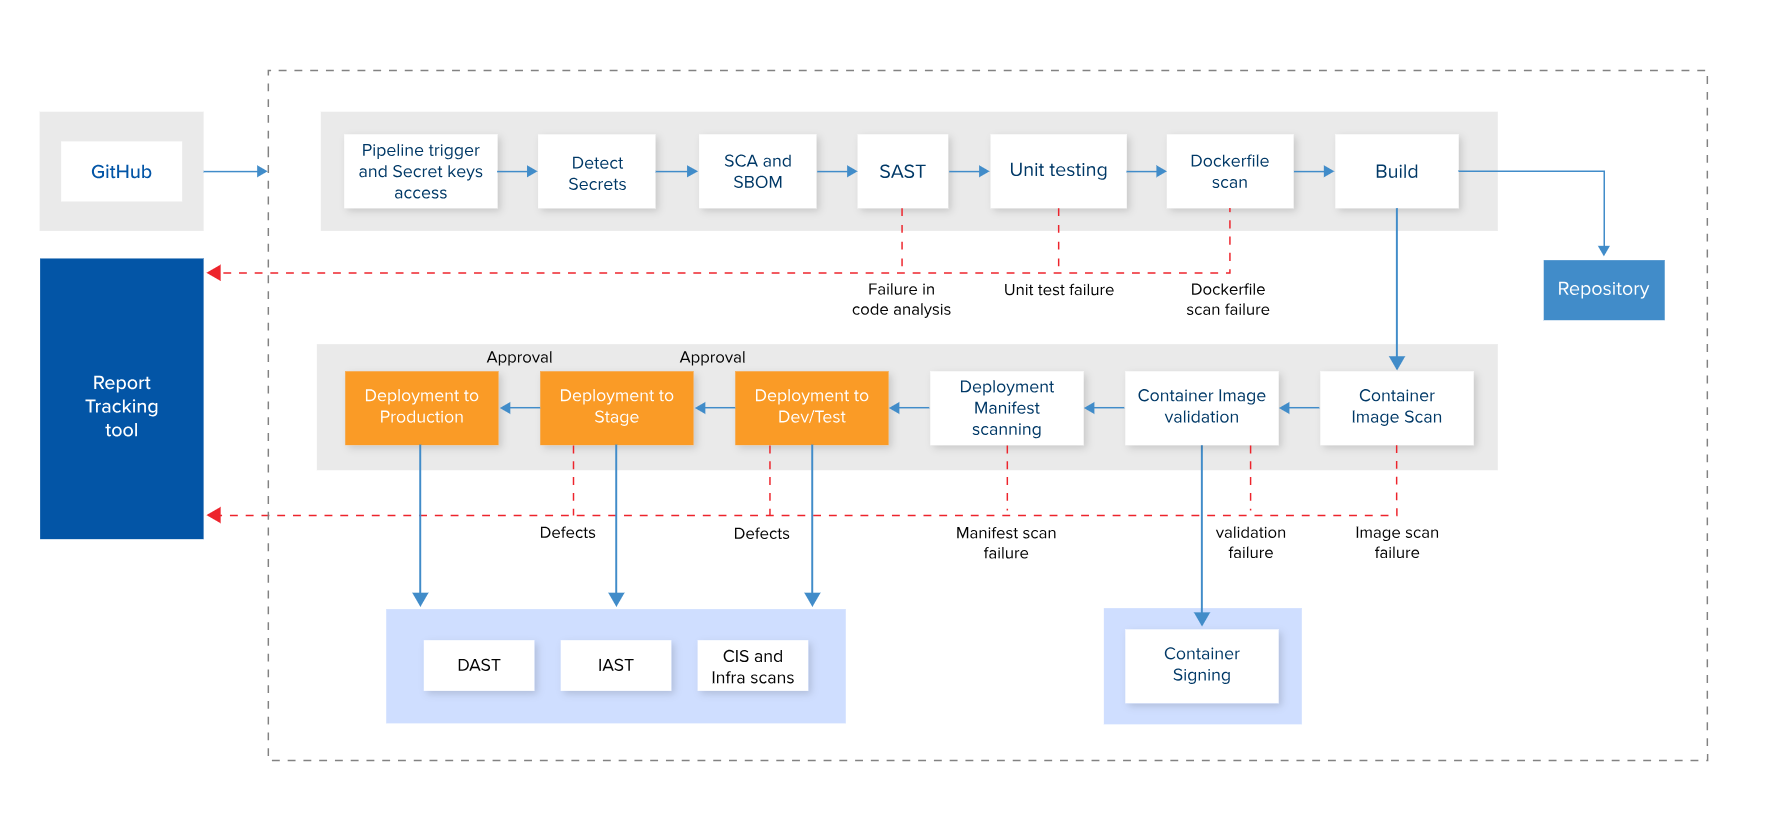 GitHub
Pipeline trigger
and Secret keys
access
Detect
Secrets
SCA and
SBOM
SAST
Unit testing
Dockerfile
scan
Build
Repository
Failure in
code analysis
Unit test failure
Dockerfile
scan failure
Report
Tracking
tool
Approval
Approval
Deployment to
Production
Deployment to
Stage
Deployment to
Dev/Test
Deployment
Manifest
scanning
Container Image
validation
Container
Image Scan
Defects
Defects
Manifest scan
failure
validation
failure
Image scan
failure
DAST
IAST
CIS and
Infra scans
Container
Signing